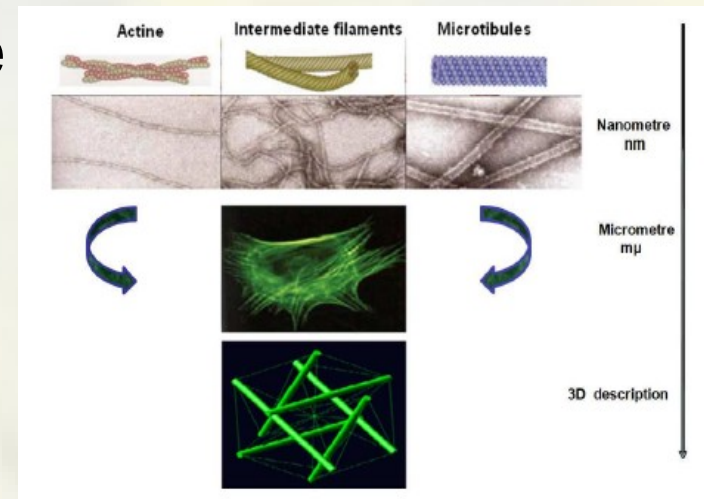 e
Actine Intermediate filaments Microtibules
Nanometre
nm
Micrometre
mµ
3D description